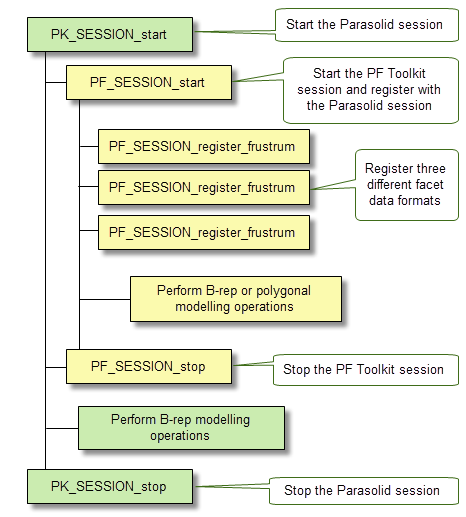 PK_SESSION_start
Start the Parasolid session
PF_SESSION_start
Start the PF Toolkit
session and register with
the Parasolid session
PF_SESSION_register_frustrum
PF_SESSION_register_frustrum
Register three
different facet
data formats
PF_SESSION_register_frustrum
Perform B-rep or polygonal
modelling operations
PF_SESSION_stop
Stop the PF Toolkit session
Perform B-rep modelling
operations
PK_SESSION_stop
Stop the Parasolid session